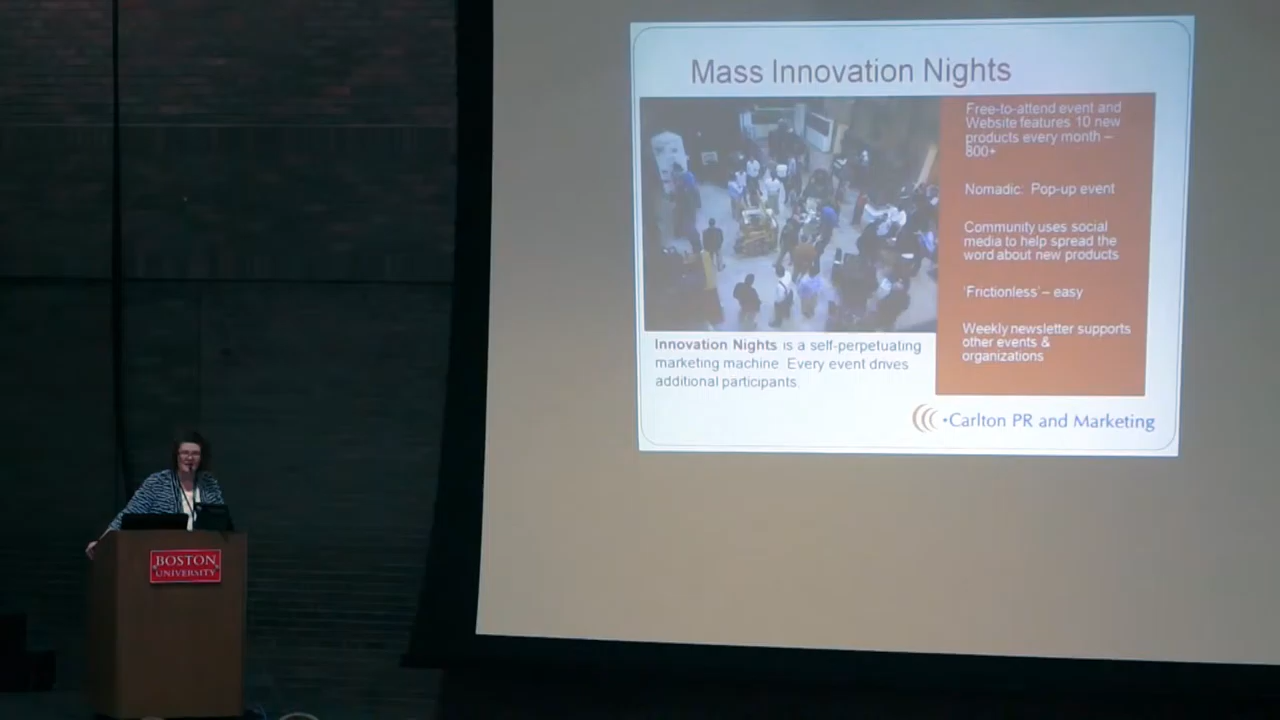 Mass Innovation Nights
Free-to-attend event and
Website features 10 new
products every month –
800+
Nomadic: Pop-up event
Community uses social
media to help spread the
word about new products
'Frictionless' – easy
Weekly newsletter supports
other events &
organizations
Innovation Nights is a self-perpetuating
marketing machine. Every event drives
additional participants.
•Carlton PR and Marketing
BOSTON
UNIVERSITY